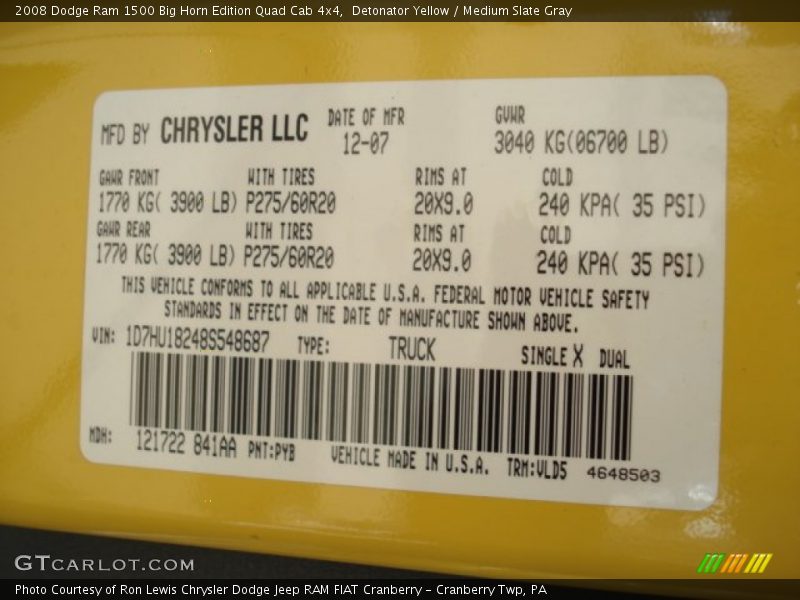 2008 Dodge Ram 1500 Big Horn Edition Quad Cab 4x4, Detonator Yellow / Medium Slate Gray
MFD BY CHRYSLER LLC
DATE OF MFR
12-07
GVWR
3040 KG(06700 LB)
GAWR FRONT WITH TIRES RIMS AT COLD
1770 KG( 3900 LB) P275/60R20 20X9.0 240 KPA( 35 PSI)
GAWR REAR WITH TIRES RIMS AT COLD
1770 KG( 3900 LB) P275/60R20 20X9.0 240 KPA( 35 PSI)
THIS VEHICLE CONFORMS TO ALL APPLICABLE U.S.A. FEDERAL MOTOR VEHICLE SAFETY
STANDARDS IN EFFECT ON THE DATE OF MANUFACTURE SHOWN ABOVE.
VIN: 1D7HU18248S548687 TYPE: TRUCK SINGLE X DUAL
MDH: 121722 841AA PNT:PYB VEHICLE MADE IN U.S.A. TRM:VLD5 4648503
GTCARLOT.COM
Photo Courtesy of Ron Lewis Chrysler Dodge Jeep RAM FIAT Cranberry - Cranberry Twp, PA